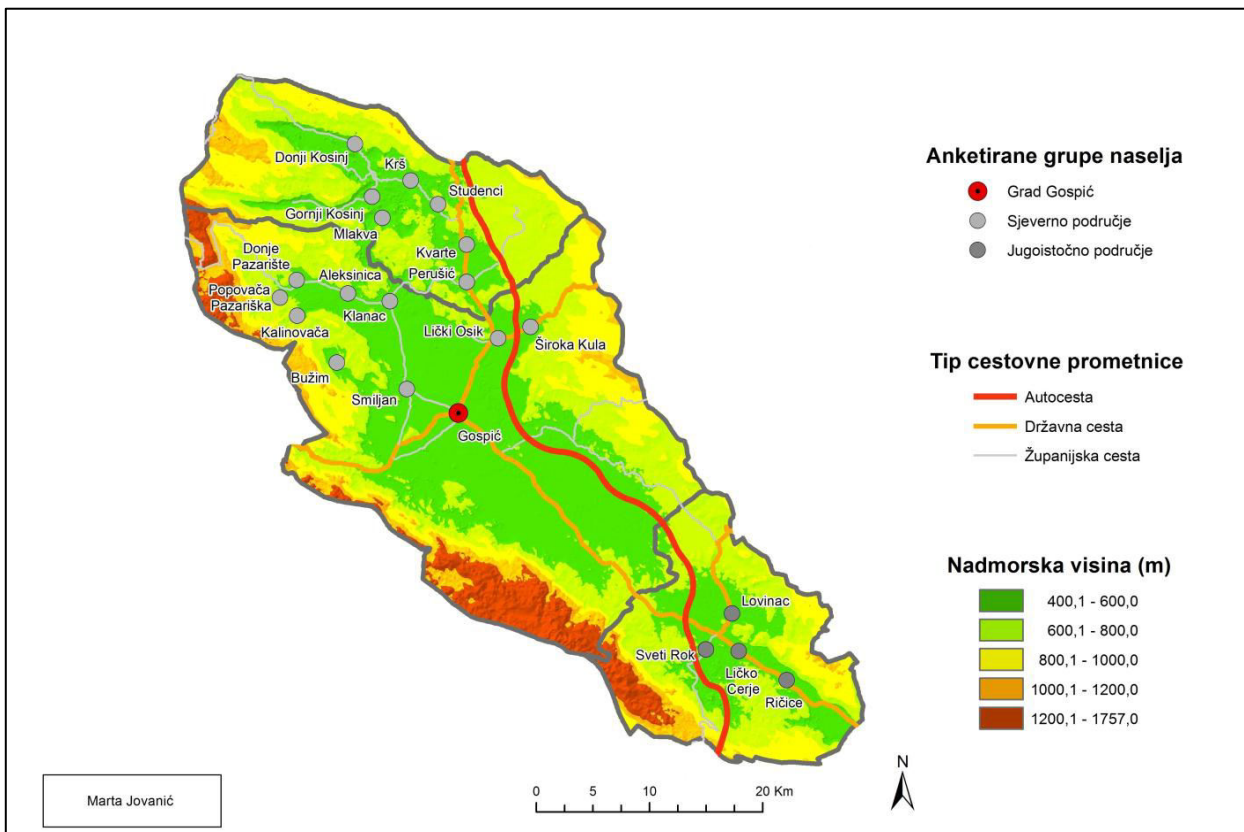 Donji Kosinj
Krš
Studenci
Gornji Kosinj
Mlakva
Kvarte
Donje
Pazarište
Aleksinica
Perušić
Popovača
Pazariška
Klanac
Kalinovača
Lički Osik
Široka Kula
Bužim
Smiljan
Gospić
Lovinac
Sveti Rok
Ličko
Cerje
Ričice
Anketirane grupe naselja
Grad Gospić
Sjeverno područje
Jugoistočno područje
Tip cestovne prometnice
Autocesta
Državna cesta
Županijska cesta
Nadmorska visina (m)
400,1 - 600,0
600,1 - 800,0
800,1 - 1000,0
1000,1 - 1200,0
1200,1 - 1757,0
Marta Jovanić
0 5 10 20 Km
N